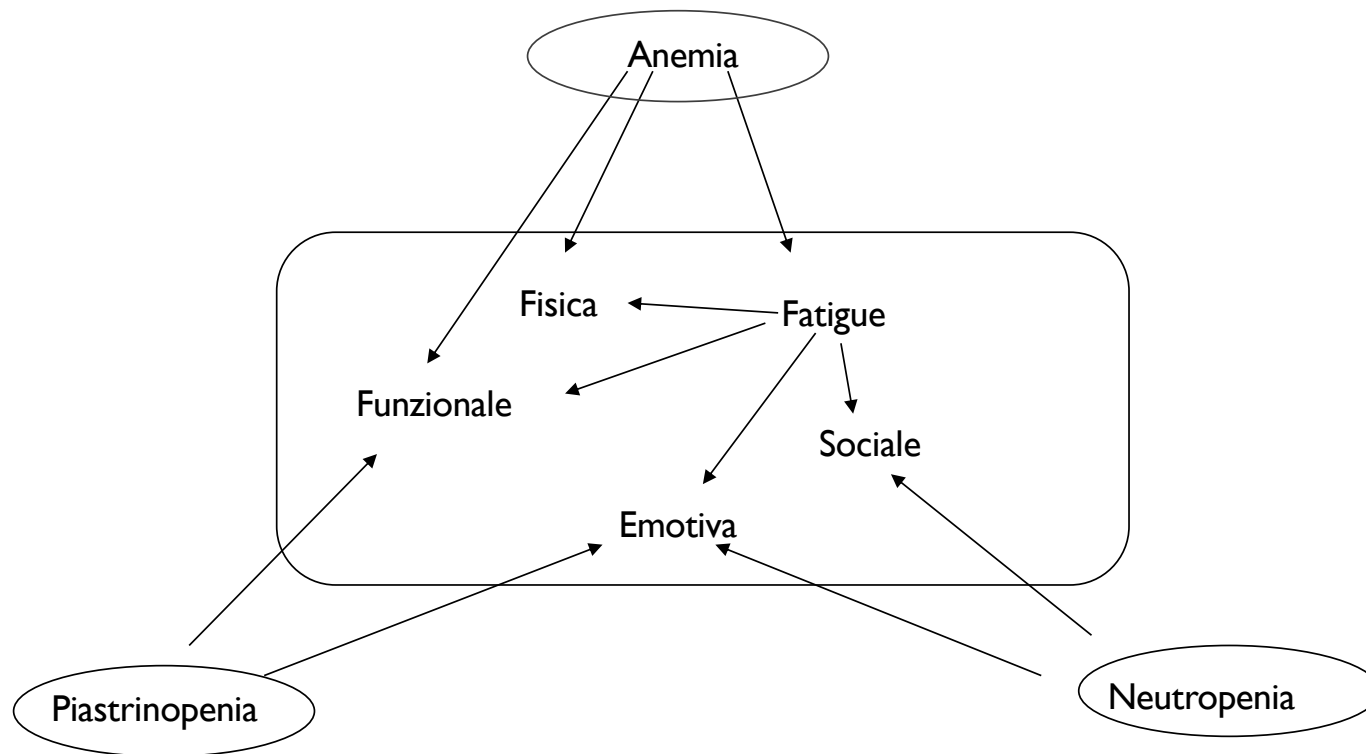 Anemia
Fisica
Fatigue
Funzionale
Sociale
Emotiva
Piastrinopenia
Neutropenia